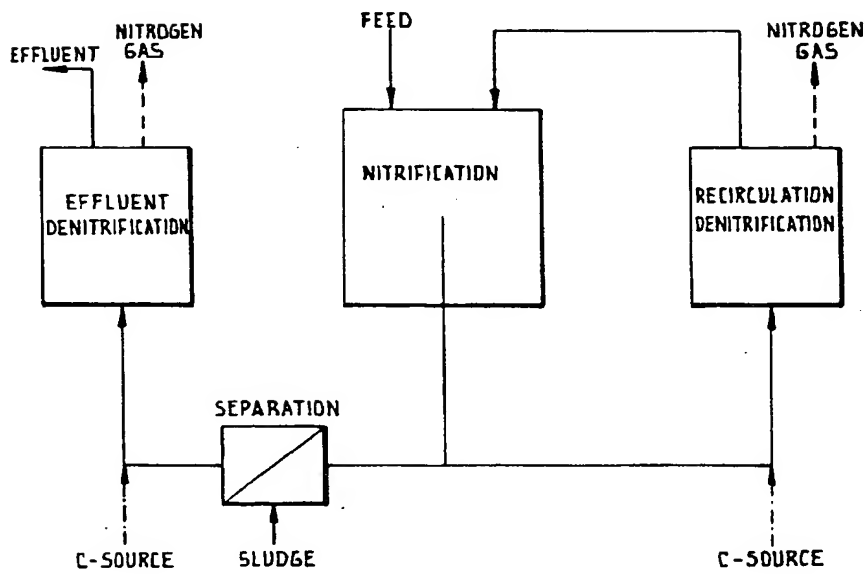 NITROGEN
GAS
EFFLUENT
FEED
NITROGEN
GAS
EFFLUENT
DENITRIFICATION
NITRIFICATION
RECIRCULATION
DENITRIFICATION
SEPARATION
C-SOURCE
SLUDGE
C-SOURCE